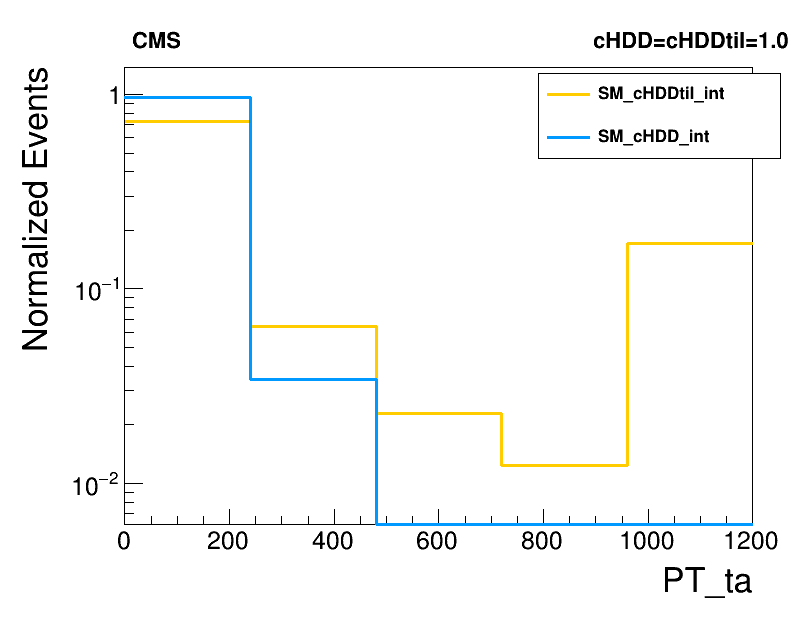 CMS
cHDD=cHDDtil=1.0
SM_cHDDtil_int
SM_cHDD_int
Normalized Events
1
10⁻¹
10⁻²
0 200 400 600 800 1000 1200
PT_ta